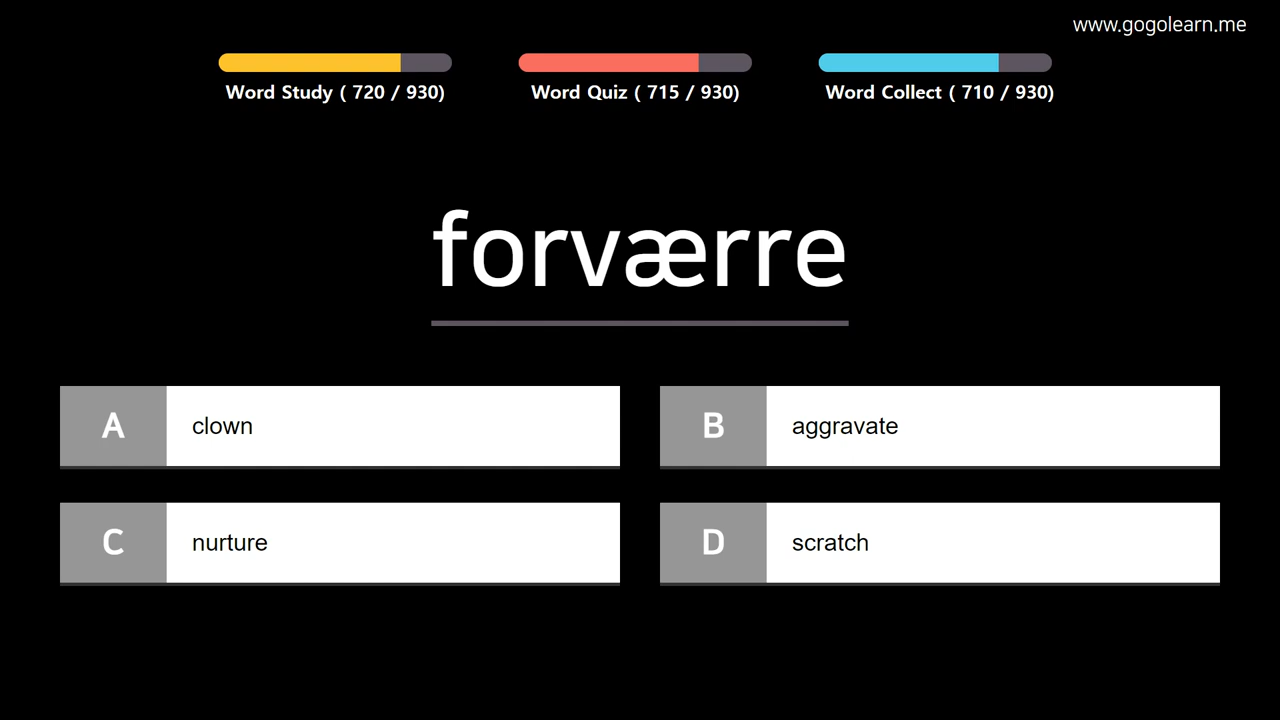 www.gogolearn.me
Word Study ( 720 / 930)
Word Quiz ( 715 / 930)
Word Collect ( 710 / 930)
forværre
A clown
B aggravate
C nurture
D scratch